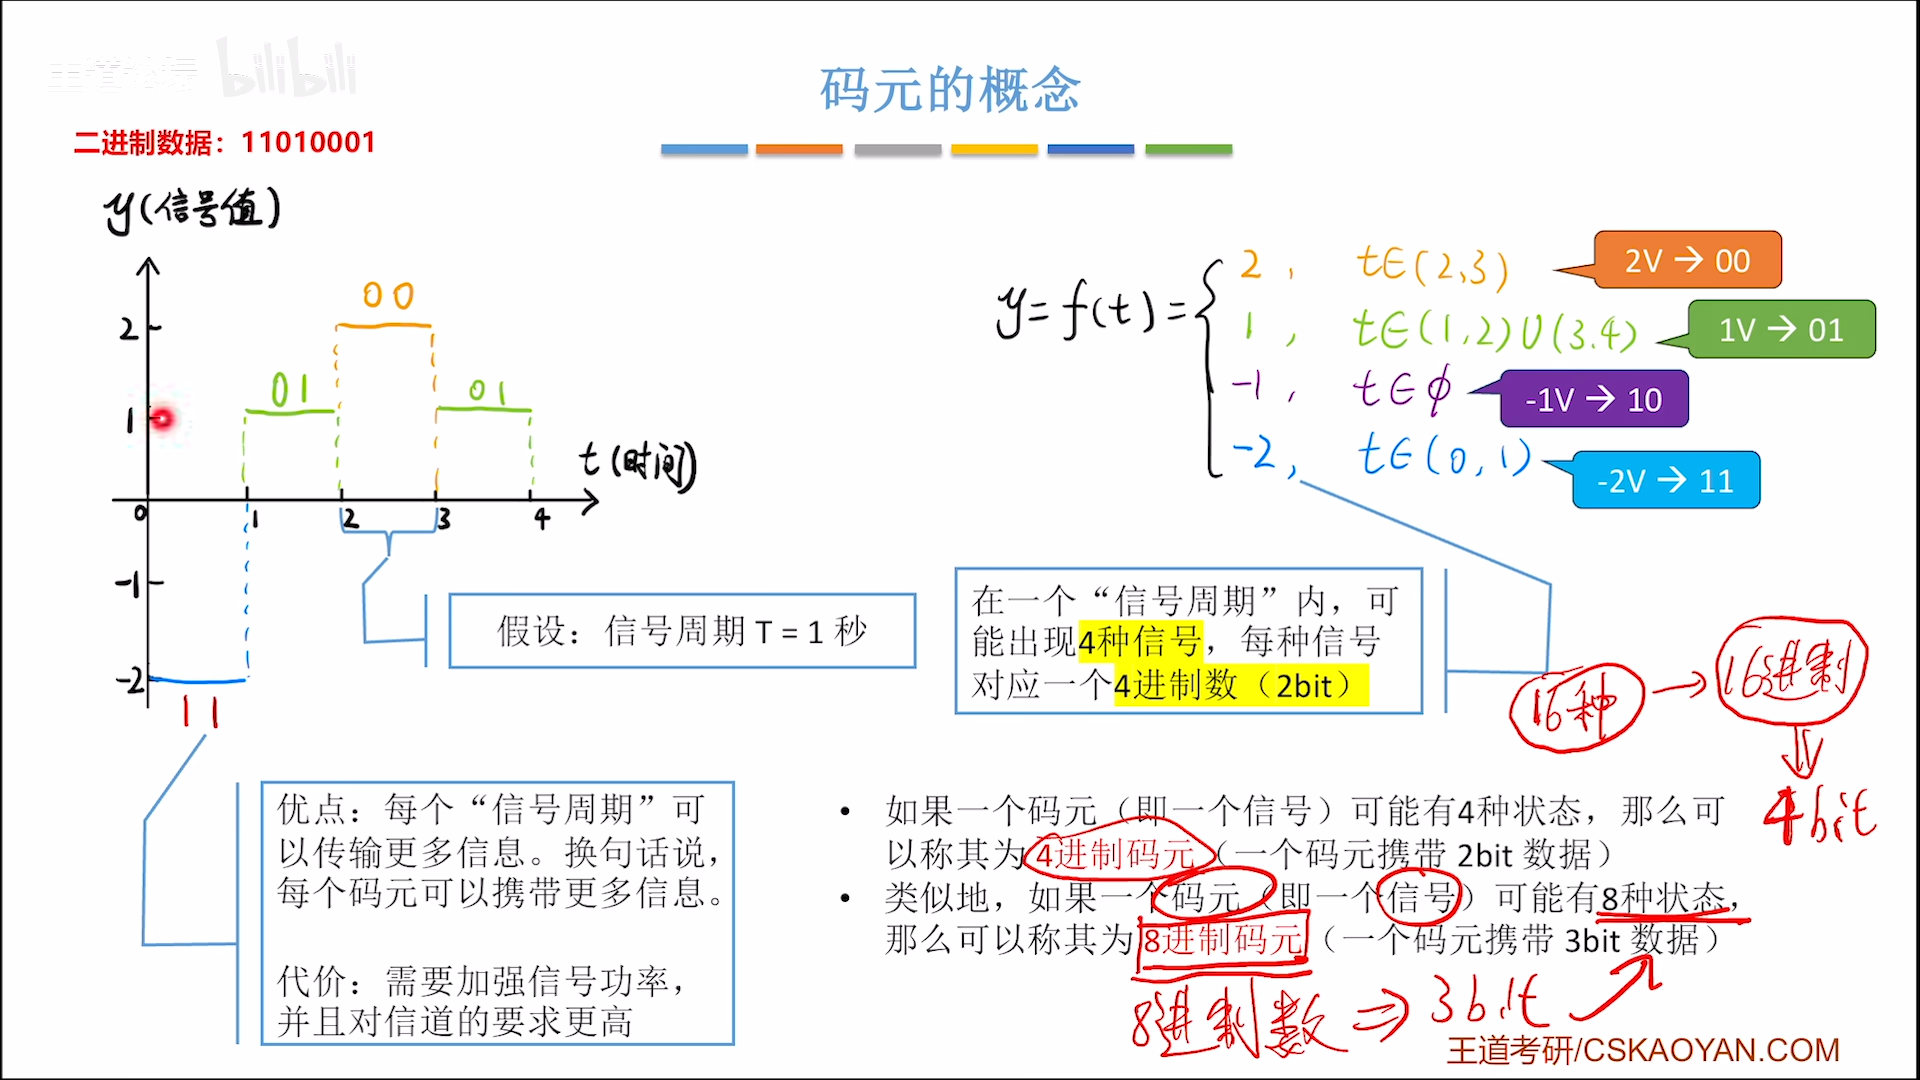 王道论坛 bilibili
码元的概念
二进制数据：11010001
y(信号值)
2
1
0
-1
-2
1
2
3
4
t(时间)
00
01
01
11
假设：信号周期 T = 1 秒
y=f(t)=
2， t∈(2,3)
1， t∈(1,2)∪(3.4)
-1， t∈ϕ
-2， t∈(0,1)
2V → 00
1V → 01
-1V → 10
-2V → 11
在一个“信号周期”内，可
能出现4种信号，每种信号
对应一个4进制数（2bit）
16种 → 16进制
4bit
优点：每个“信号周期”可
以传输更多信息。换句话说，
每个码元可以携带更多信息。
代价：需要加强信号功率，
并且对信道的要求更高
• 如果一个码元（即一个信号）可能有4种状态，那么可
以称其为 4进制码元（一个码元携带 2bit 数据）
• 类似地，如果一个码元（即一个信号）可能有8种状态，
那么可以称其为 8进制码元（一个码元携带 3bit 数据）
8进制数 ⇒ 3bit
王道考研/CSKAOYAN.COM